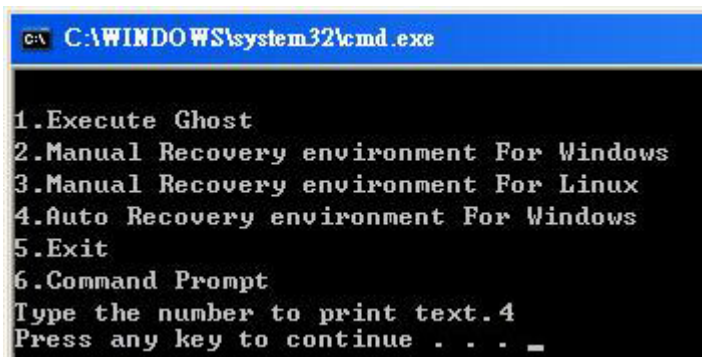 C:\WINDOWS\system32\cmd.exe
1.Execute Ghost
2.Manual Recovery environment For Windows
3.Manual Recovery environment For Linux
4.Auto Recovery environment For Windows
5.Exit
6.Command Prompt
Type the number to print text.4
Press any key to continue . . . _